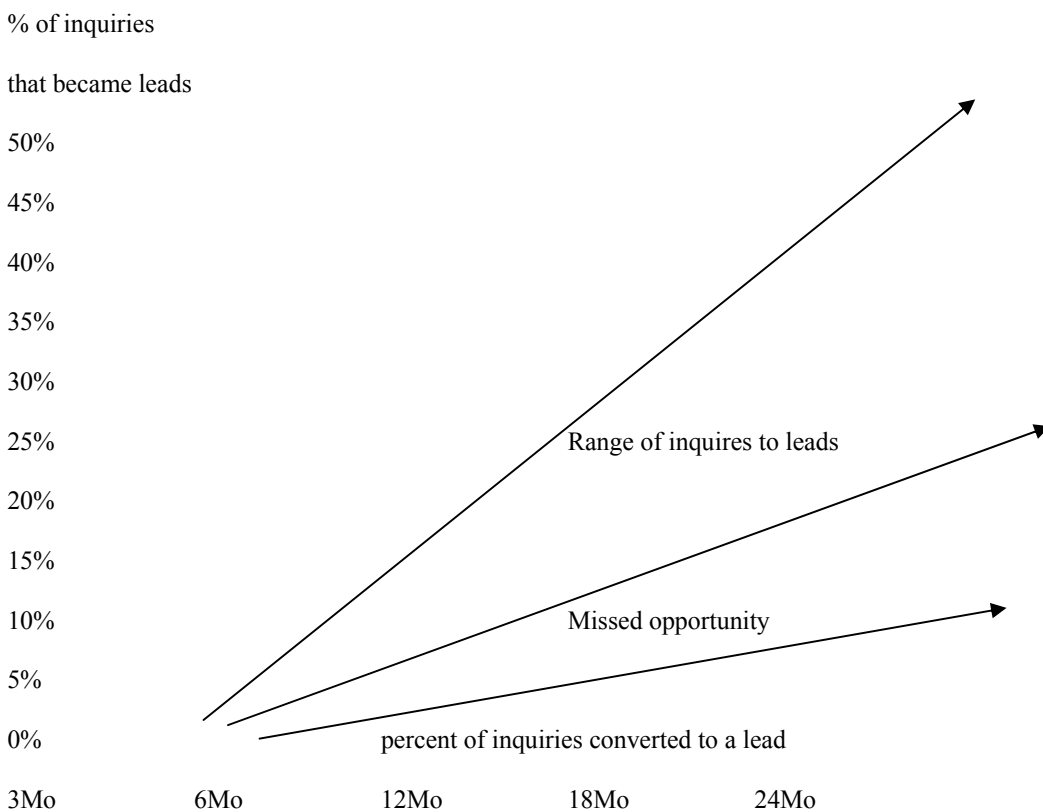 % of inquiries
that became leads
50%
45%
40%
35%
30%
25%
Range of inquires to leads
20%
15%
10%
Missed opportunity
5%
0%
percent of inquiries converted to a lead
3Mo 6Mo 12Mo 18Mo 24Mo